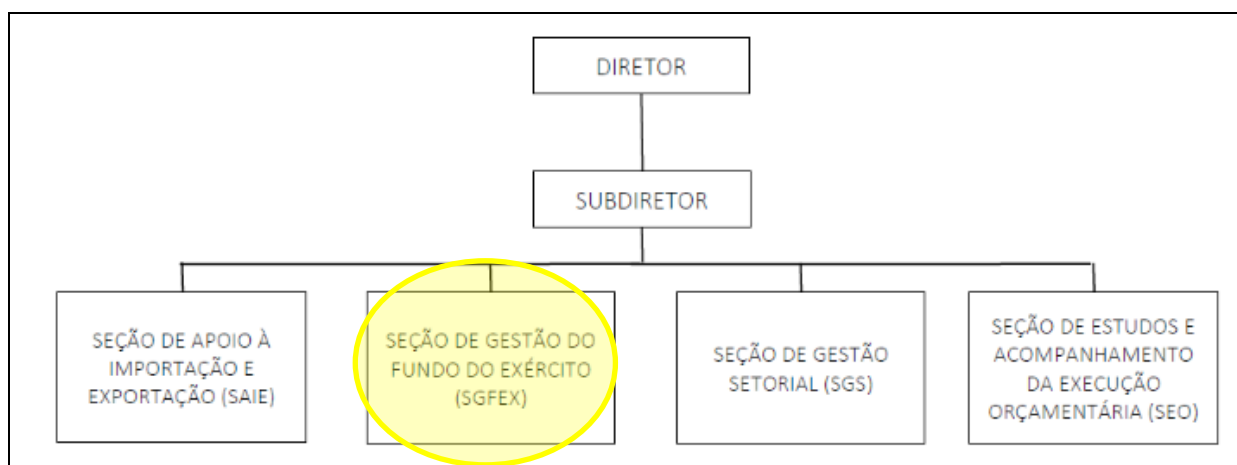 DIRETOR
SUBDIRETOR
SEÇÃO DE APOIO À
IMPORTAÇÃO E
EXPORTAÇÃO (SAIE)
SEÇÃO DE GESTÃO DO
FUNDO DO EXÉRCITO
(SGFEX)
SEÇÃO DE GESTÃO
SETORIAL (SGS)
SEÇÃO DE ESTUDOS E
ACOMPANHAMENTO
DA EXECUÇÃO
ORÇAMENTÁRIA (SEO)